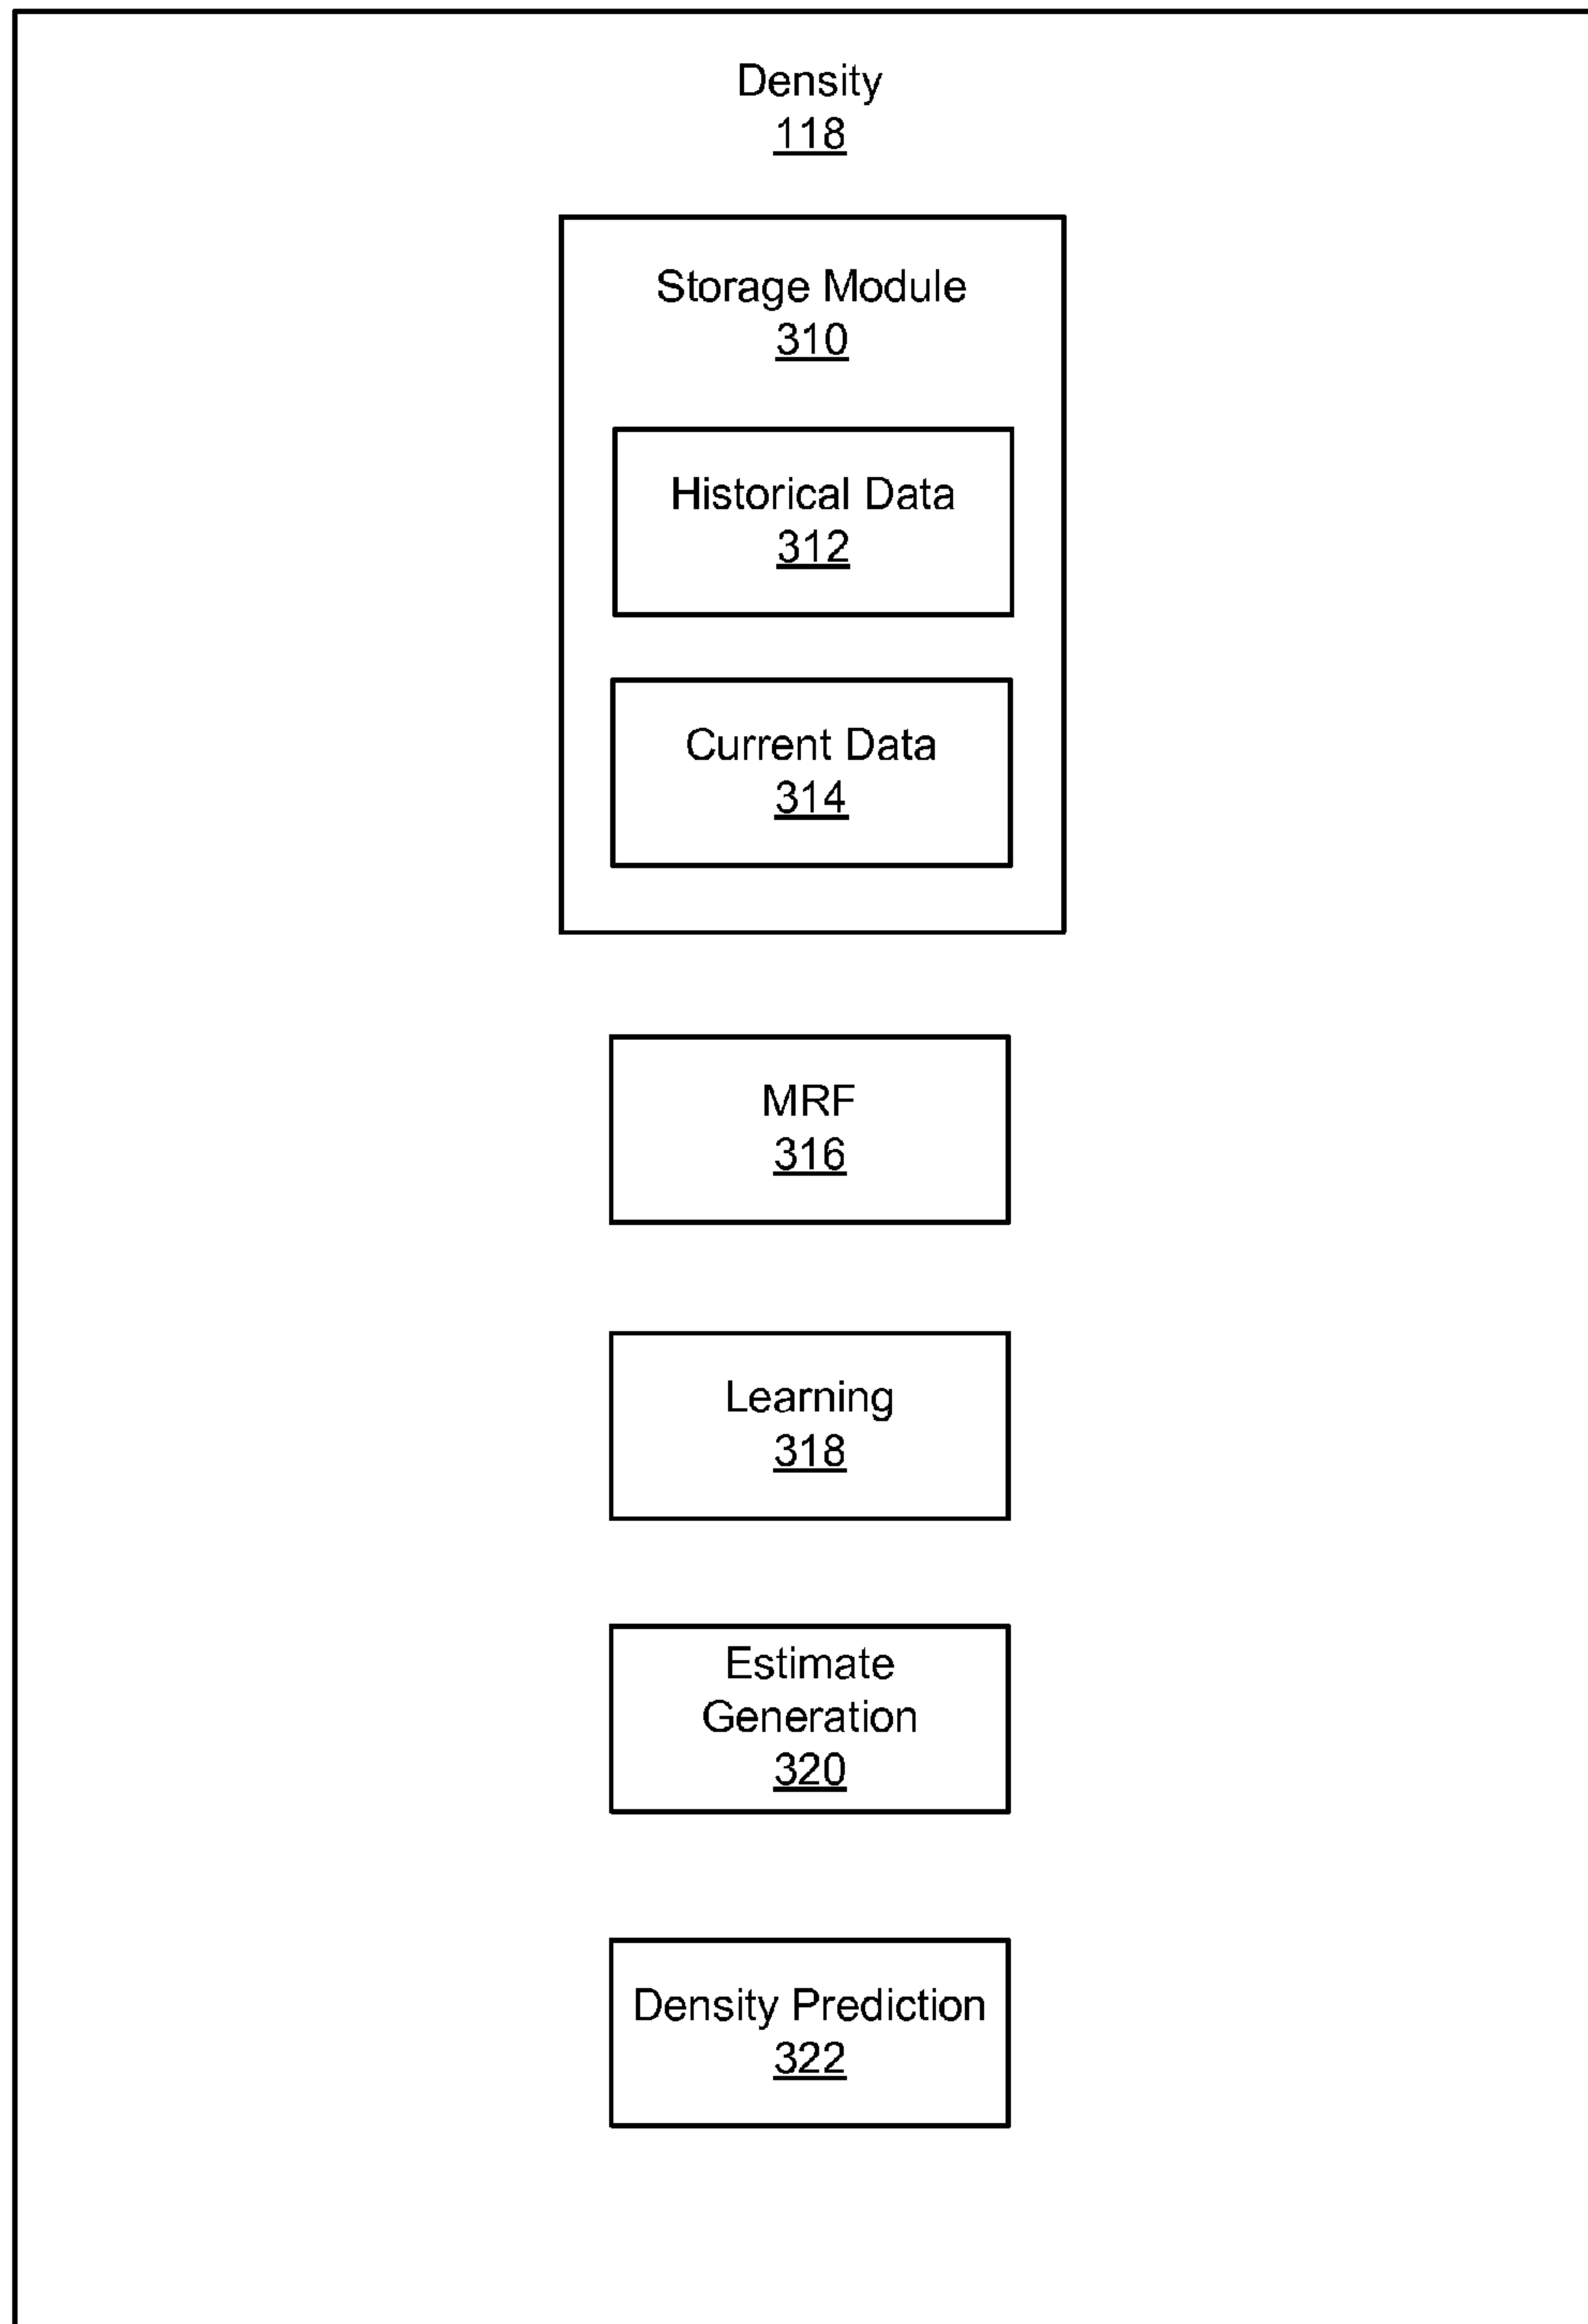 Density
118
Storage Module
310
Historical Data
312
Current Data
314
MRF
316
Learning
318
Estimate
Generation
320
Density Prediction
322